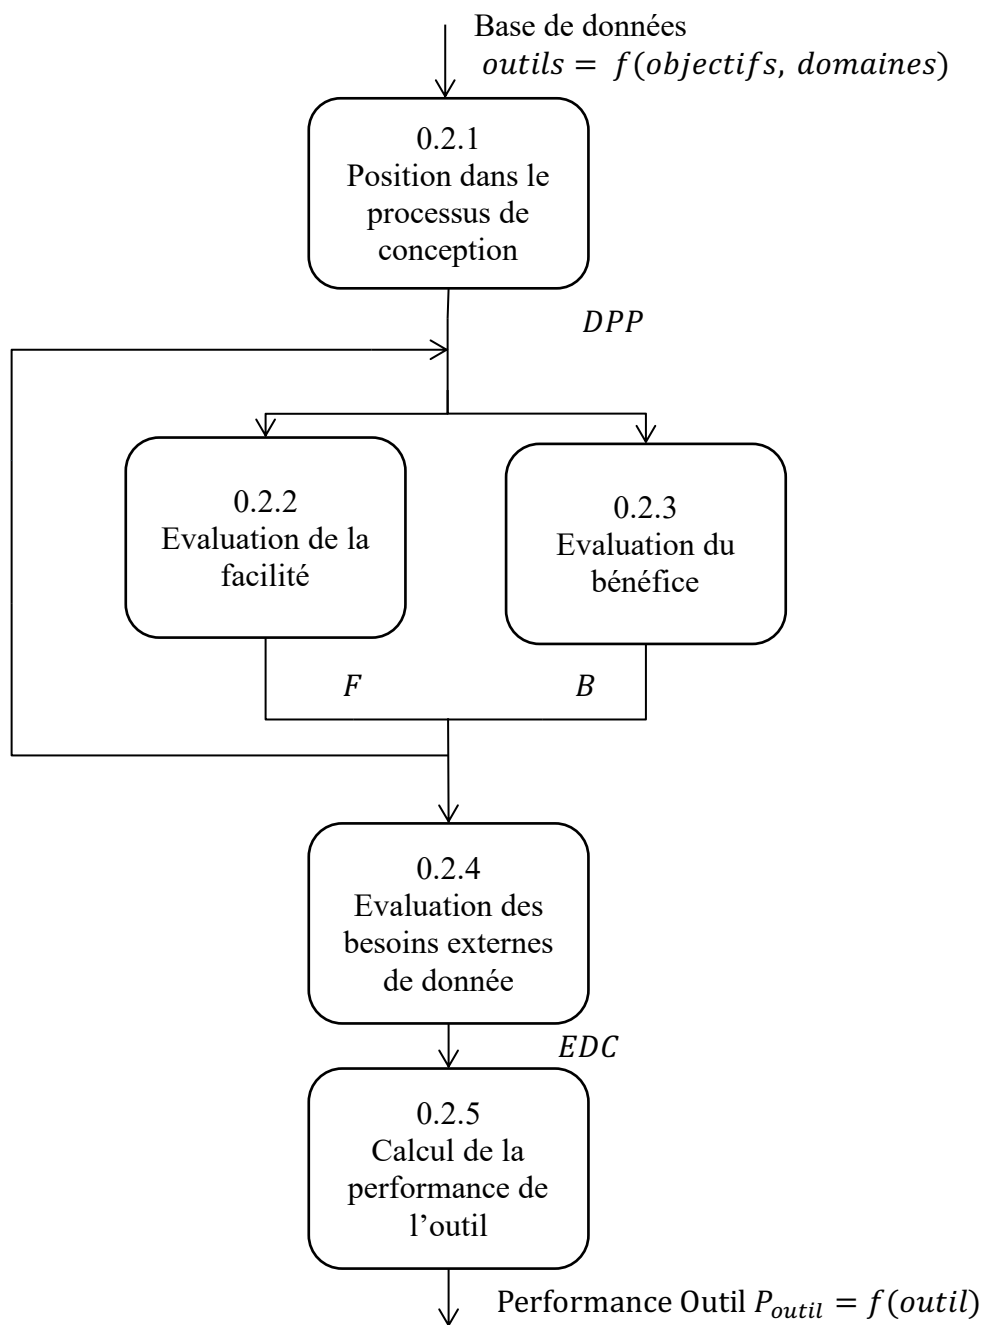 Base de données
outils = f(objectifs, domaines)
0.2.1
Position dans le
processus de
conception
DPP
0.2.2
Evaluation de la
facilité
0.2.3
Evaluation du
bénéfice
F
B
0.2.4
Evaluation des
besoins externes
de donnée
EDC
0.2.5
Calcul de la
performance de
l’outil
Performance Outil P_outil = f(outil)